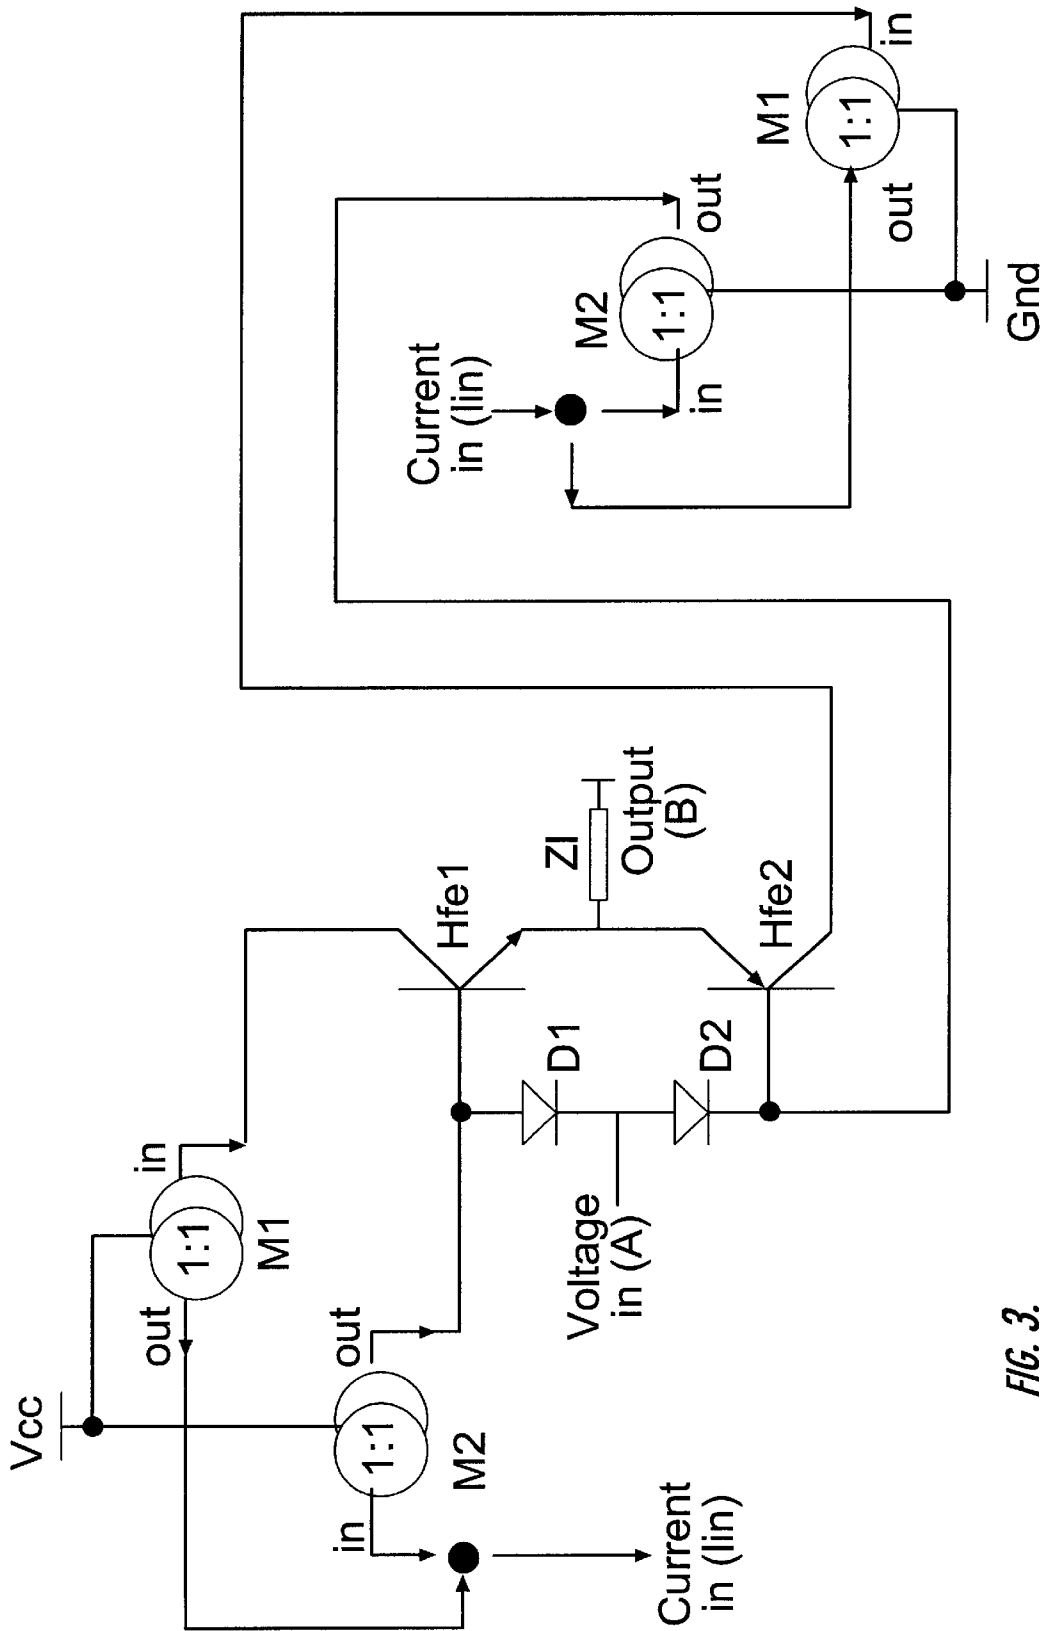 Vcc
in
1:1
M1
out
out
1:1
M2
in
Current
in (Iin)
Voltage
in (A)
D1
D2
Hfe1
Hfe2
Zl
Output
(B)
Current
in (Iin)
M2
1:1
out
in
in
M1
1:1
out
Gnd
FIG. 3.